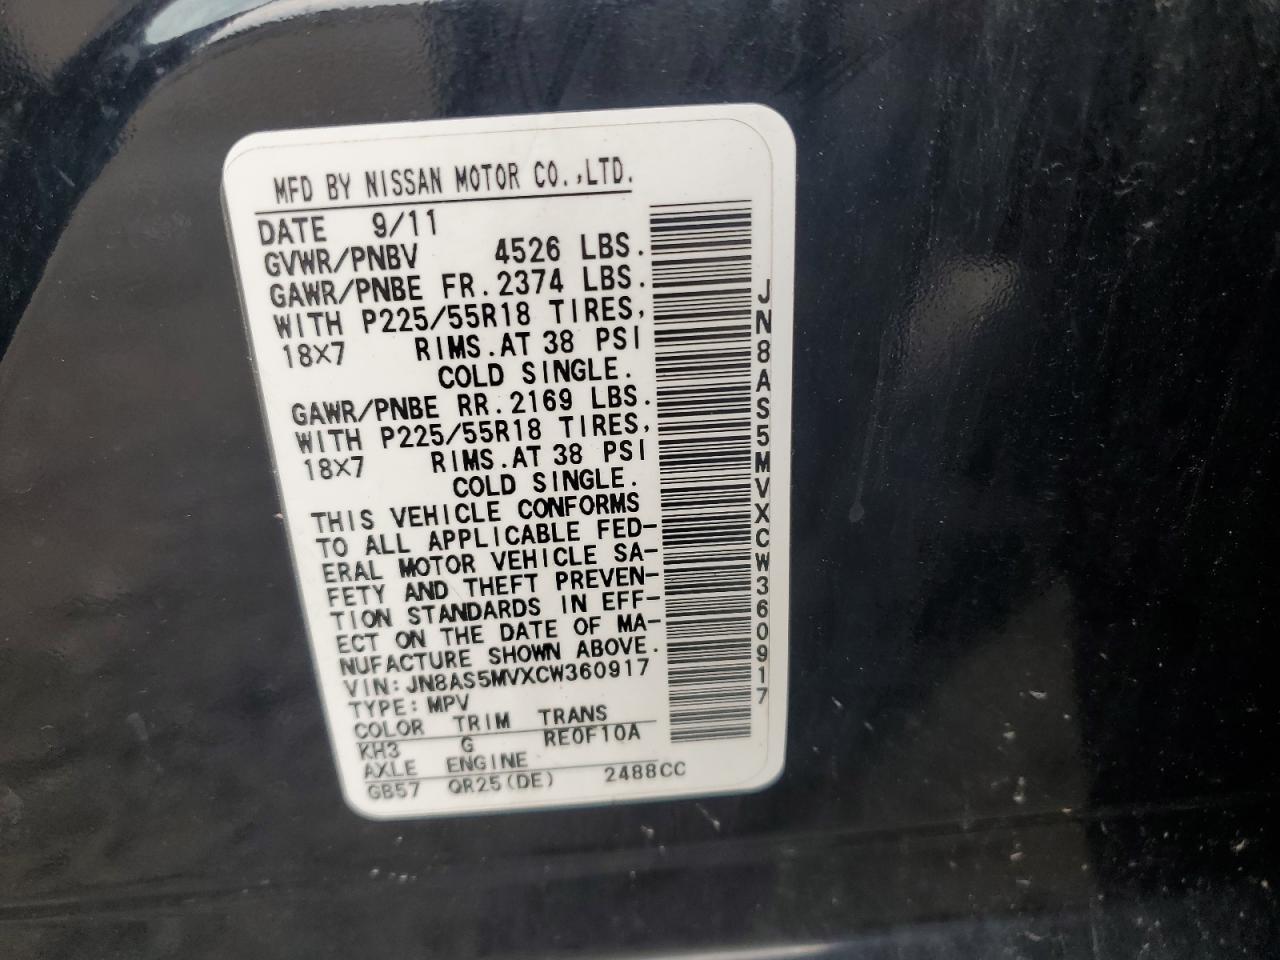 MFD BY NISSAN MOTOR CO.,LTD.
DATE 9/11
GVWR/PNBV 4526 LBS.
GAWR/PNBE FR.2374 LBS.
WITH P225/55R18 TIRES,
18X7 RIMS.AT 38 PSI
COLD SINGLE.
GAWR/PNBE RR.2169 LBS.
WITH P225/55R18 TIRES,
18X7 RIMS.AT 38 PSI
COLD SINGLE.
THIS VEHICLE CONFORMS
TO ALL APPLICABLE FED-
ERAL MOTOR VEHICLE SA-
FETY AND THEFT PREVEN-
TION STANDARDS IN EFF-
ECT ON THE DATE OF MA-
NUFACTURE SHOWN ABOVE.
VIN:JN8AS5MVXCW360917
TYPE:MPV
COLOR TRIM TRANS
KH3 G RE0F10A
AXLE ENGINE
GB57 QR25(DE) 2488CC
JN8AS5MVXCW360917